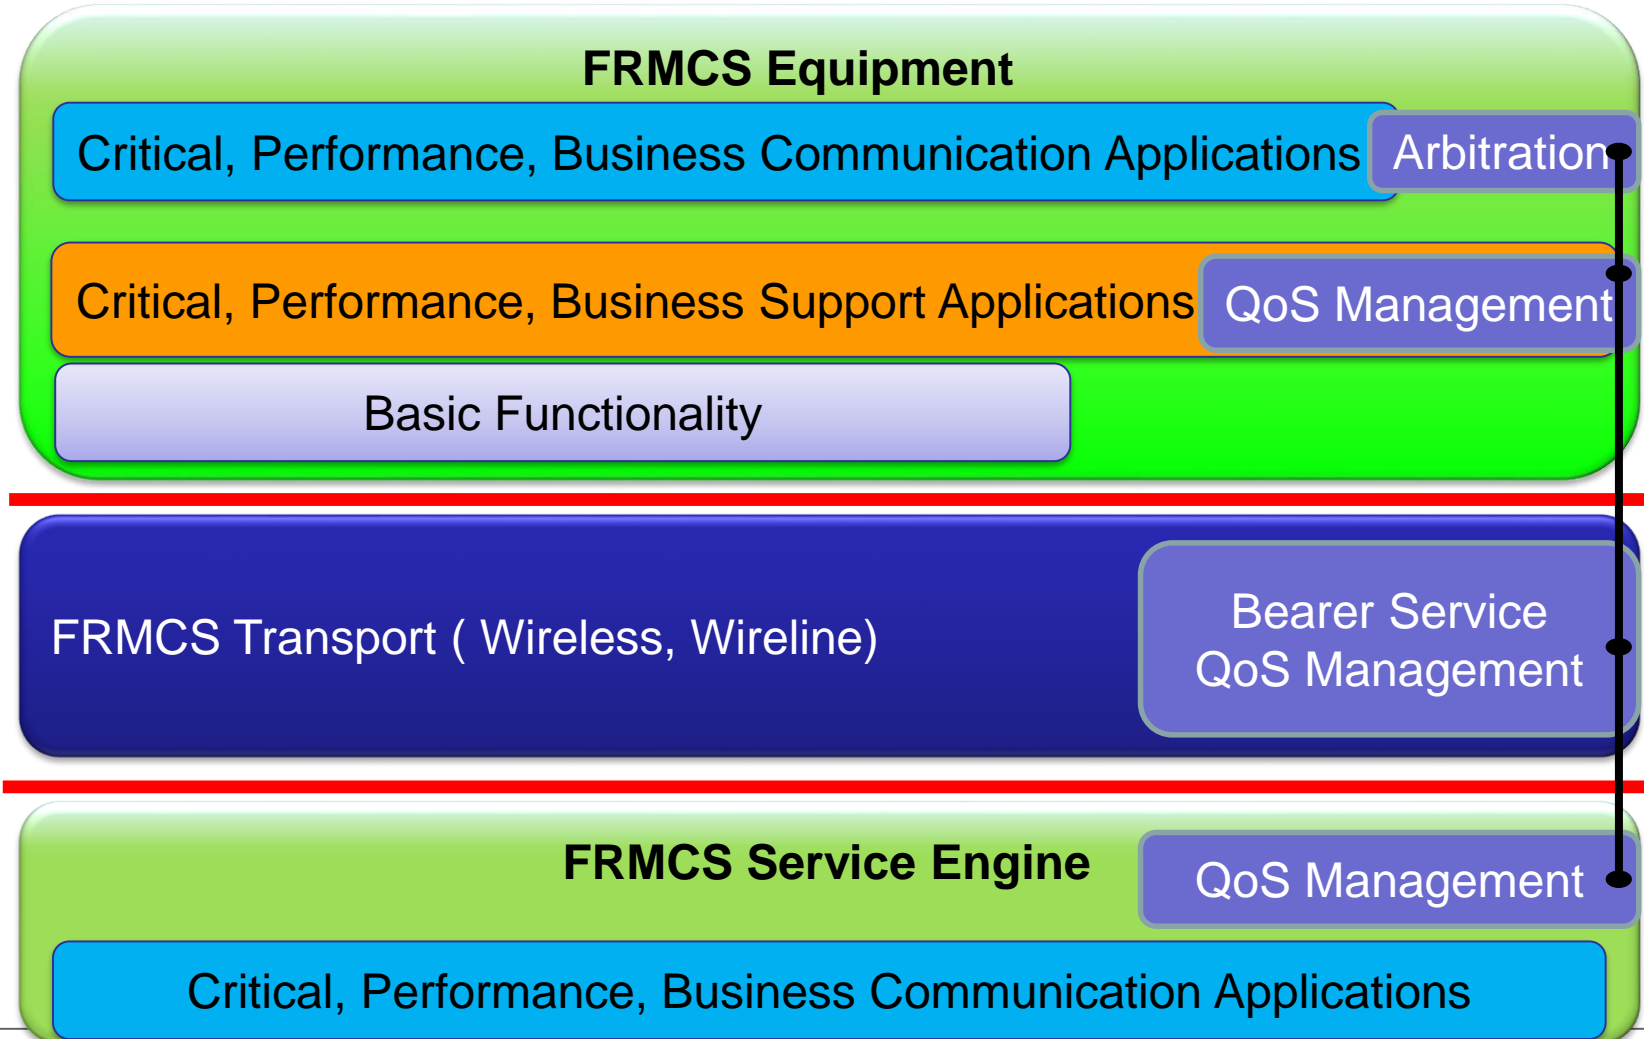 FRMCS Equipment
Critical, Performance, Business Communication Applications
Arbitration
Critical, Performance, Business Support Applications
QoS Management
Basic Functionality
FRMCS Transport ( Wireless, Wireline)
Bearer Service
QoS Management
FRMCS Service Engine
QoS Management
Critical, Performance, Business Communication Applications